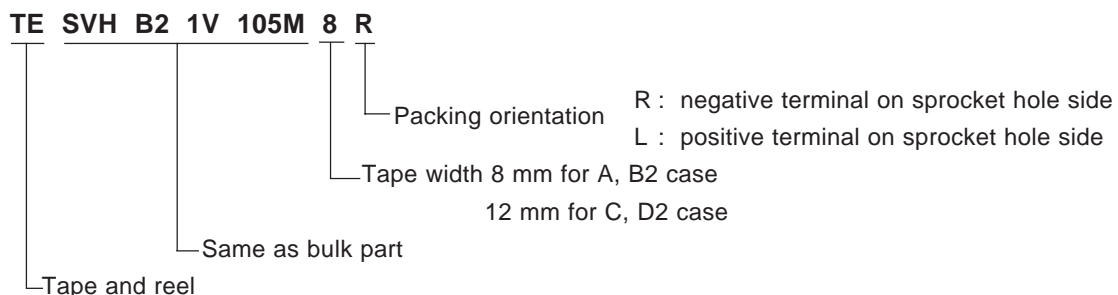 TE SVH B2 1V 105M 8 R
Packing orientation
R : negative terminal on sprocket hole side
L : positive terminal on sprocket hole side
Tape width 8 mm for A, B2 case
12 mm for C, D2 case
Same as bulk part
Tape and reel